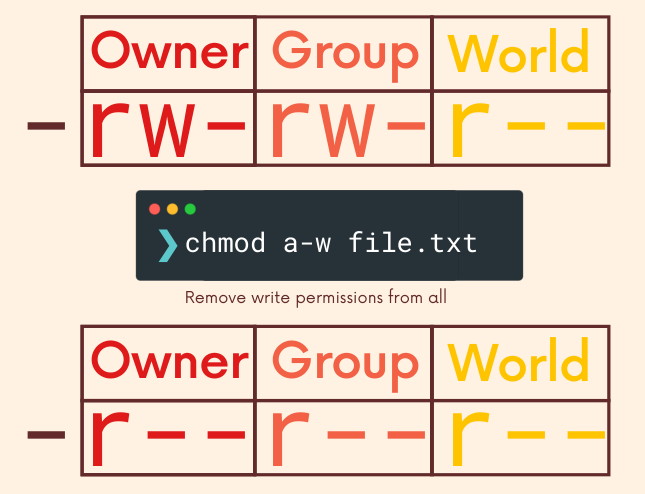 Owner Group World
- rw- rw- r--
❯ chmod a-w file.txt
Remove write permissions from all
Owner Group World
- r-- r-- r--